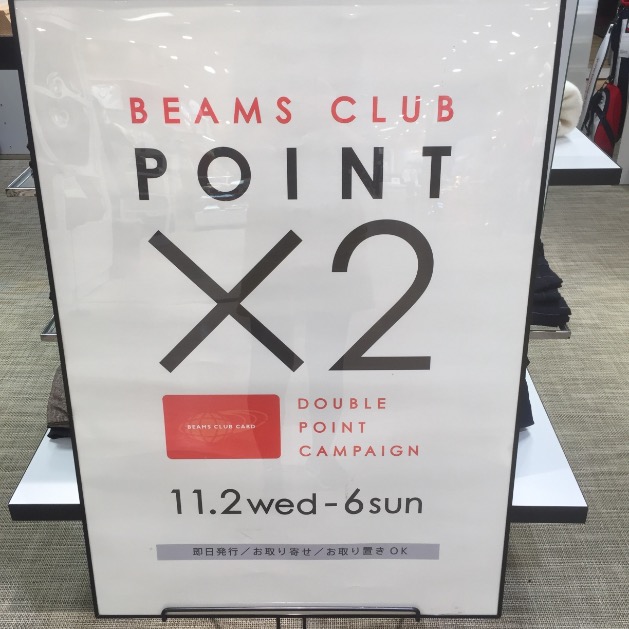 BEAMS CLUB
POINT
×2
BEAMS CLUB CARD
DOUBLE
POINT
CAMPAIGN
11.2wed-6sun
即日発行/お取り寄せ/お取り置きOK